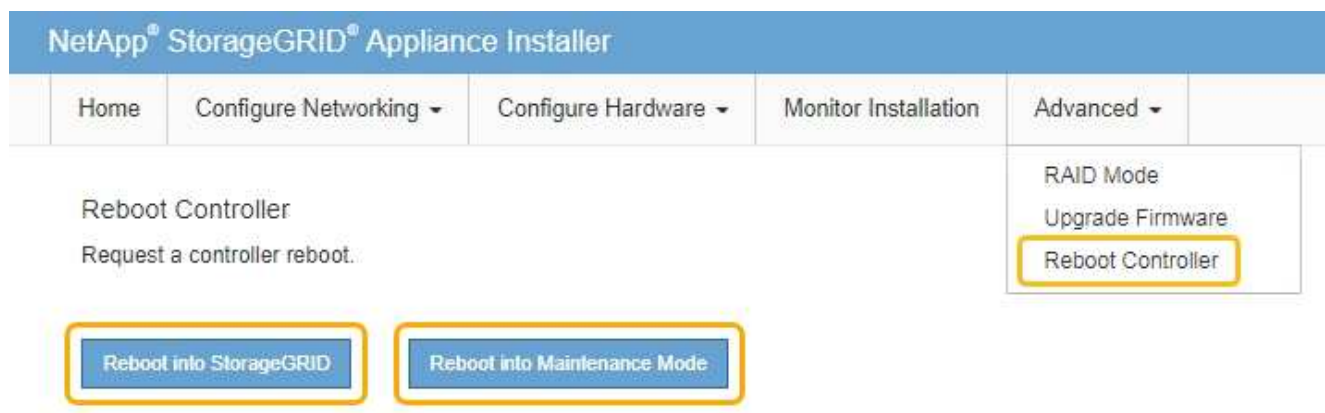 NetApp® StorageGRID® Appliance Installer
Home Configure Networking Configure Hardware Monitor Installation Advanced
RAID Mode
Upgrade Firmware
Reboot Controller
Reboot Controller
Request a controller reboot.
Reboot into StorageGRID Reboot into Maintenance Mode